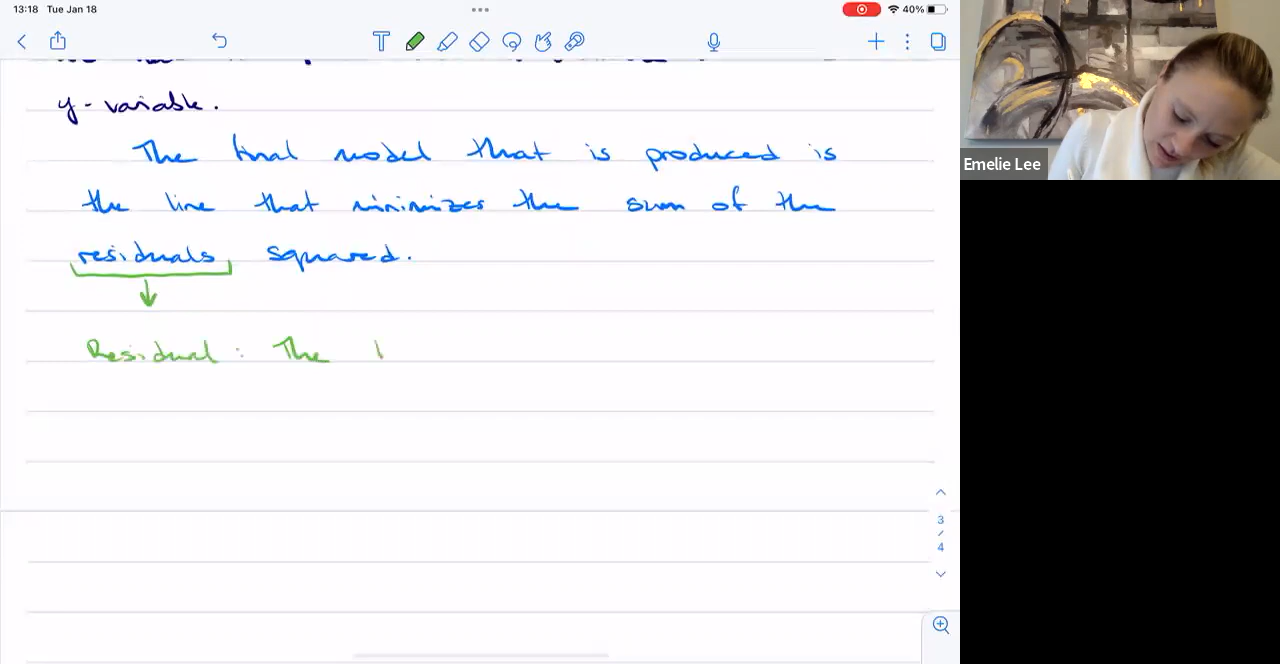 13:18 Tue Jan 18
40%
y-variable.
The final model that is produced is
the line that minimizes the sum of the
residuals squared.
Residual : The
3
/
4
Emelie Lee